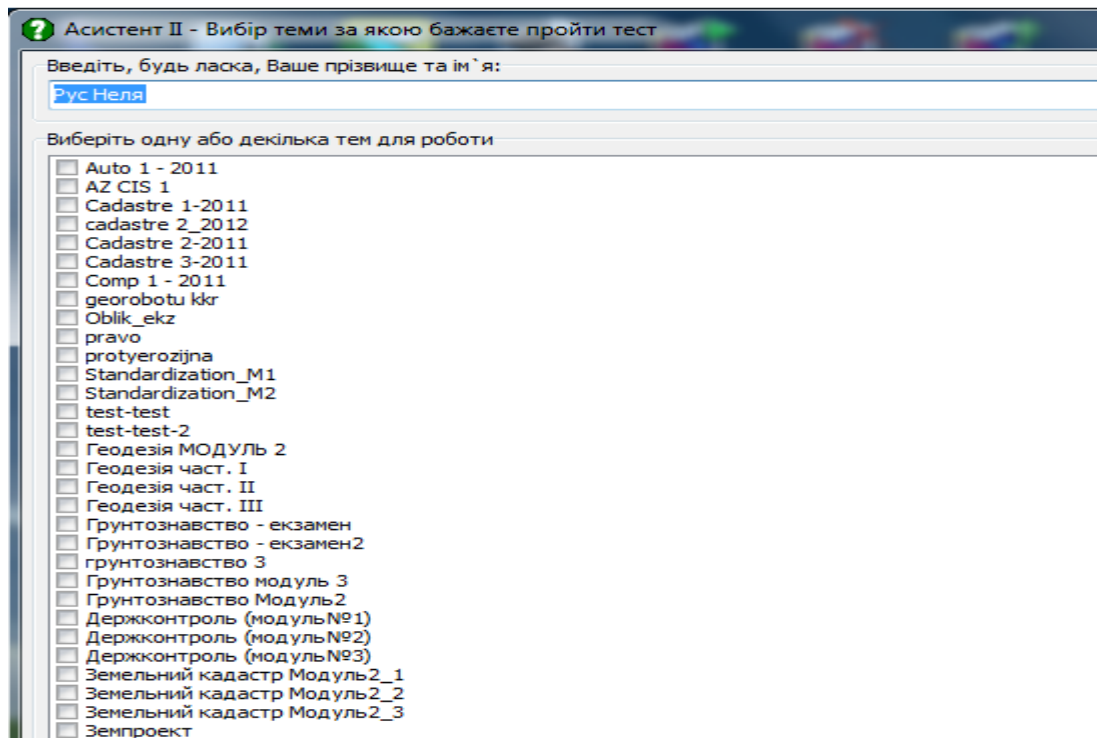 Асистент II - Вибір теми за якою бажаєте пройти тест
Введіть, будь ласка, Ваше прізвище та ім`я:
Рус Неля
Виберіть одну або декілька тем для роботи
Auto 1 - 2011
AZ CIS 1
Cadastre 1-2011
cadastre 2_2012
Cadastre 2-2011
Cadastre 3-2011
Comp 1 - 2011
georobotu kkr
Oblik_ekz
pravo
protyerozijna
Standardization_M1
Standardization_M2
test-test
test-test-2
Геодезія МОДУЛЬ 2
Геодезія част. I
Геодезія част. II
Геодезія част. III
Грунтознавство - екзамен
Грунтознавство - екзамен2
грунтознавство 3
Грунтознавство модуль 3
Грунтознавство Модуль2
Держконтроль (модуль№1)
Держконтроль (модуль№2)
Держконтроль (модуль№3)
Земельний кадастр Модуль2_1
Земельний кадастр Модуль2_2
Земельний кадастр Модуль2_3
Земпроект